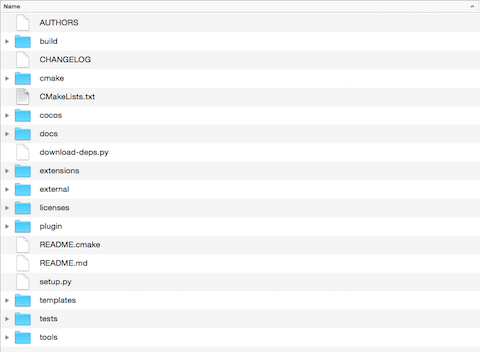 Name
AUTHORS
build
CHANGELOG
cmake
CMakeLists.txt
cocos
docs
download-deps.py
extensions
external
licenses
plugin
README.cmake
README.md
setup.py
templates
tests
tools